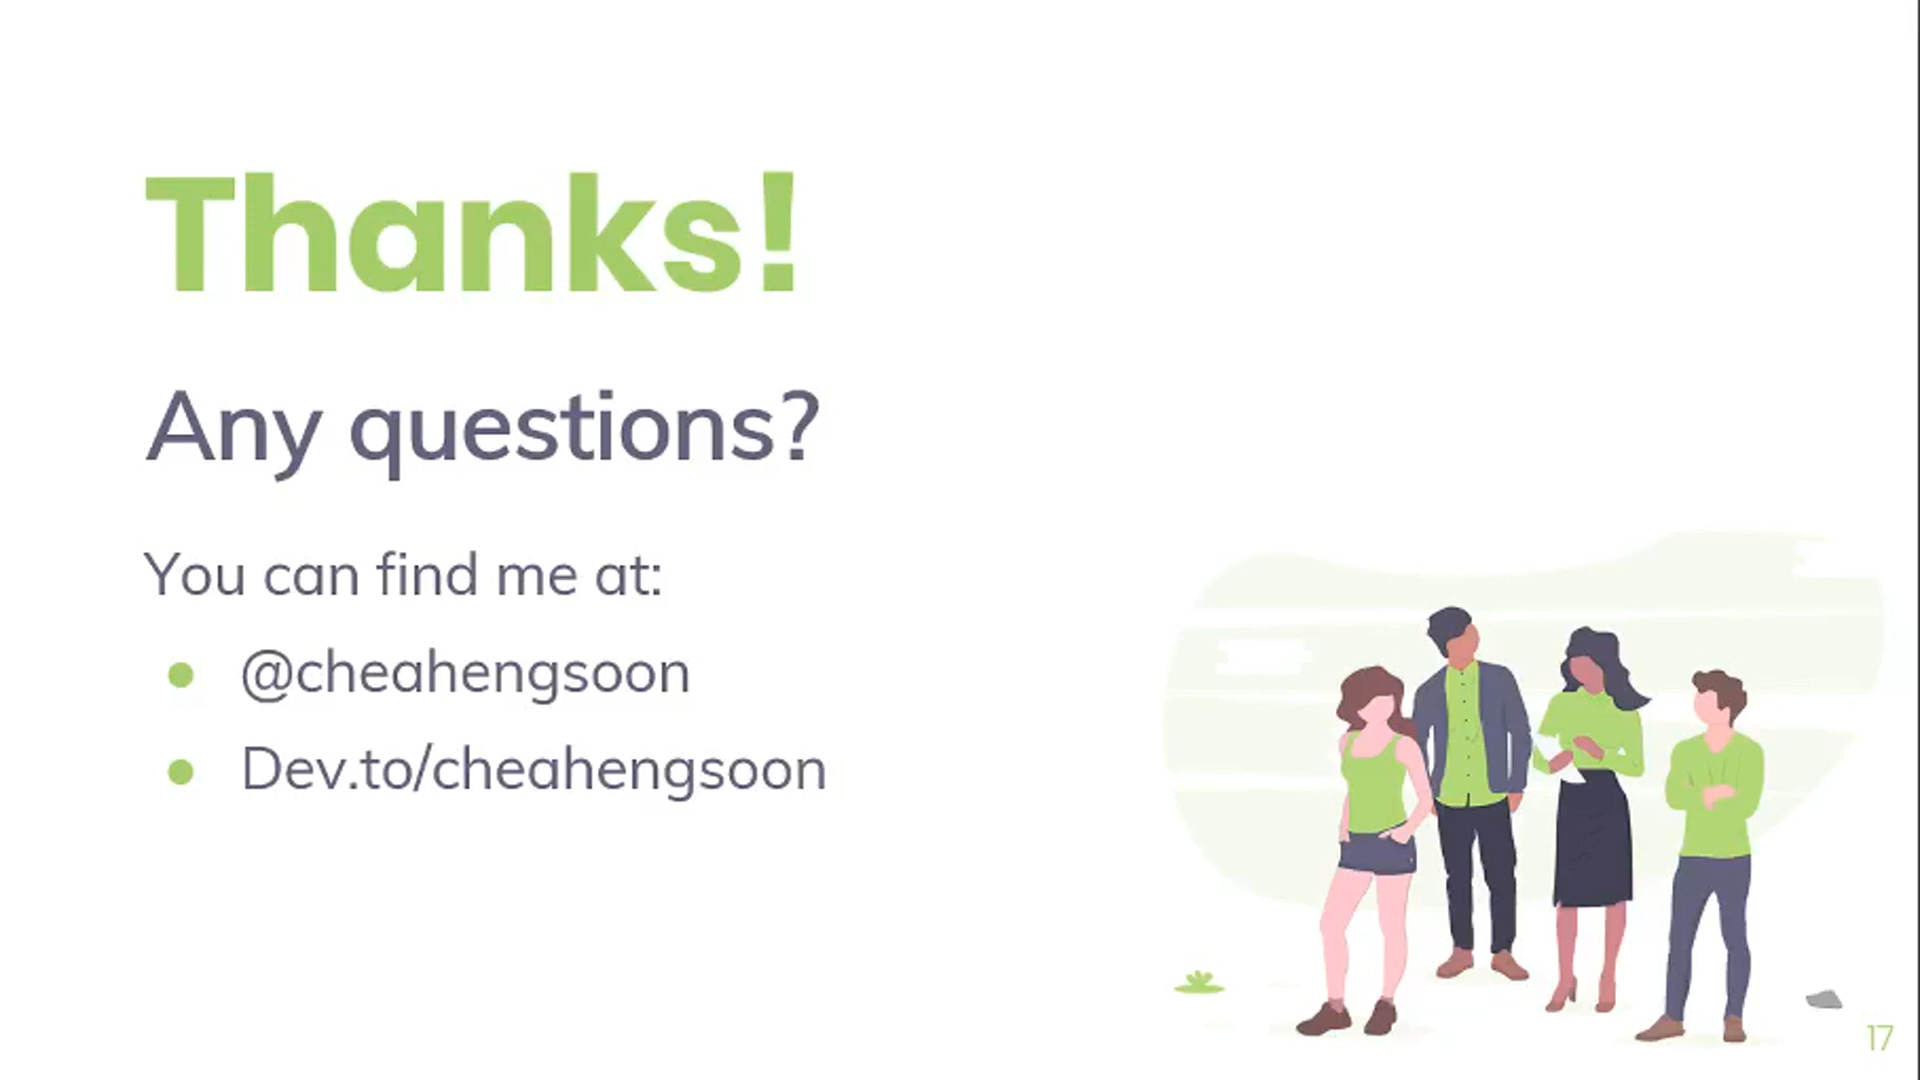 Thanks!
Any questions?
You can find me at:
@cheahengsoon
Dev.to/cheahengsoon
17